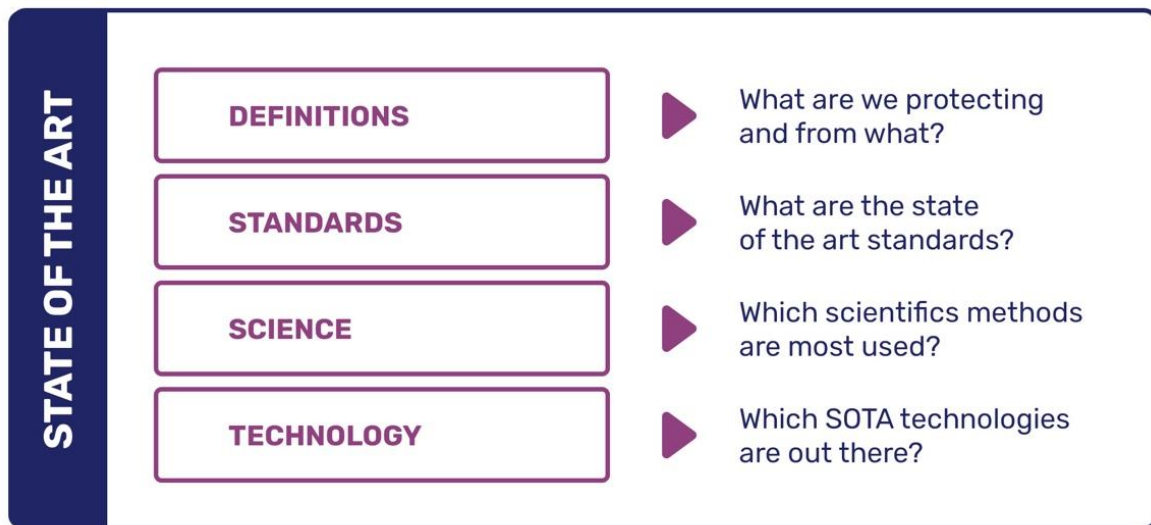 STATE OF THE ART
DEFINITIONS
What are we protecting
and from what?
STANDARDS
What are the state
of the art standards?
SCIENCE
Which scientifics methods
are most used?
TECHNOLOGY
Which SOTA technologies
are out there?